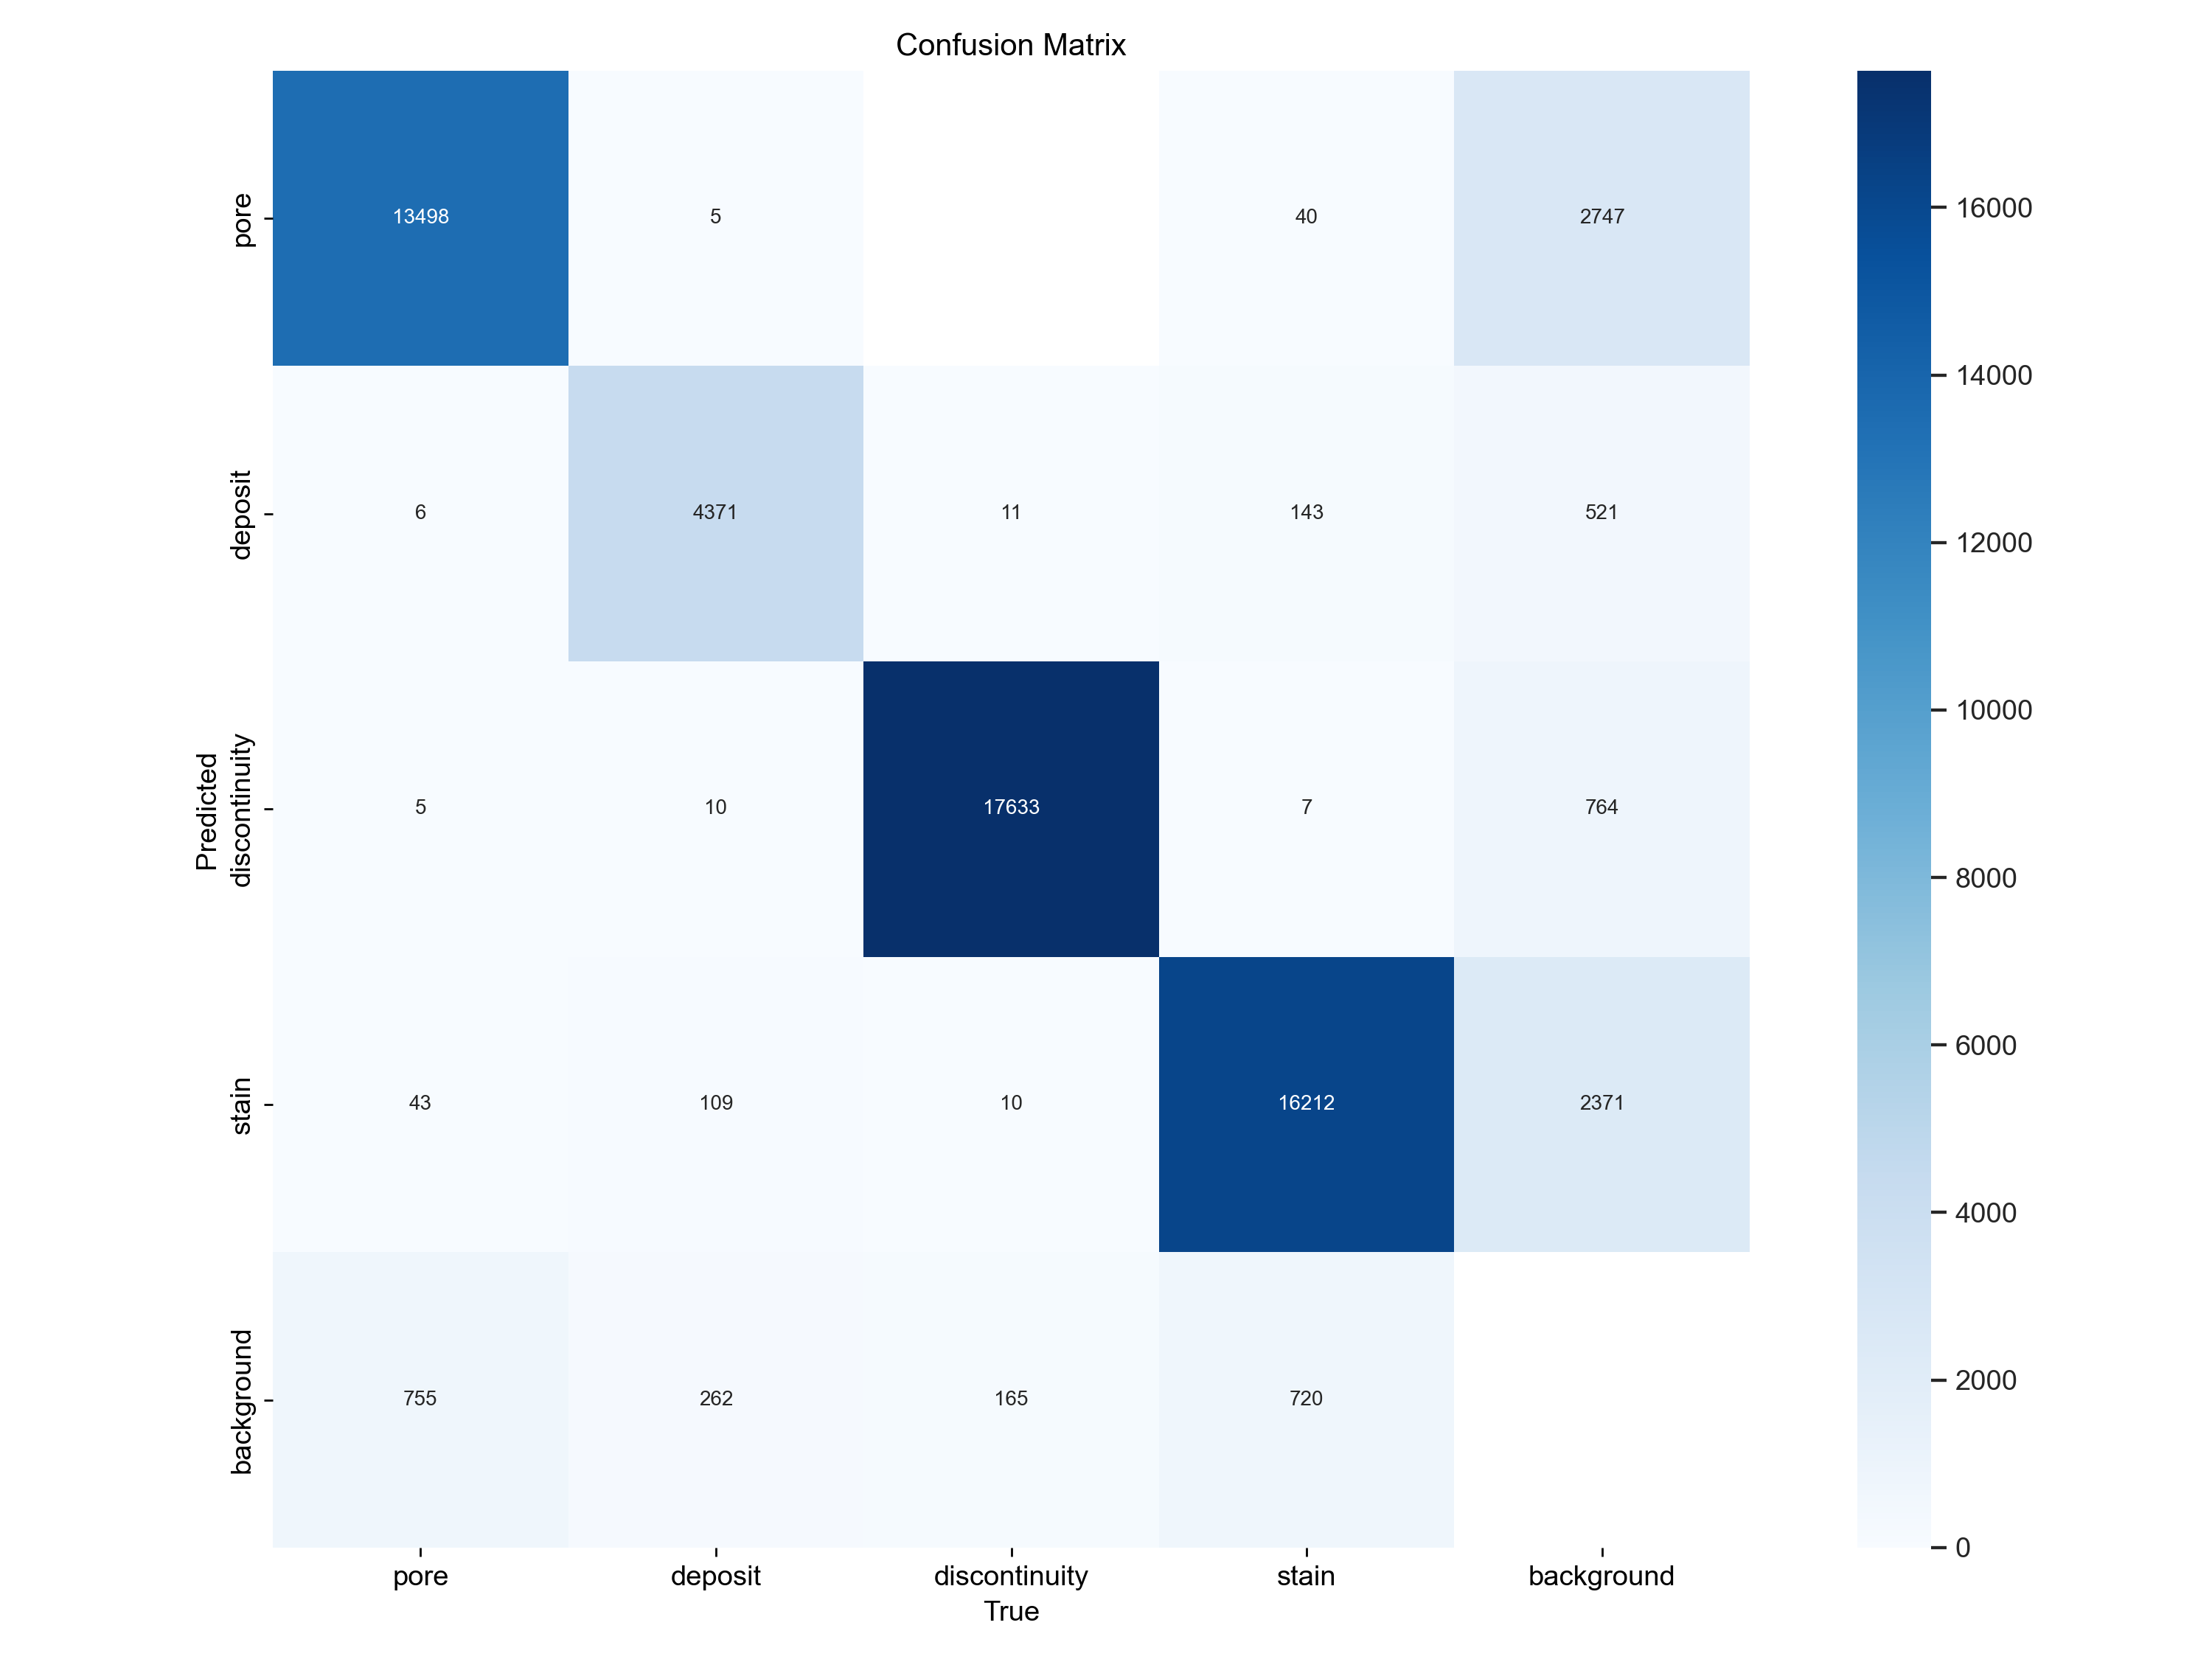 Confusion Matrix
pore 13498 5 40 2747
deposit 6 4371 11 143 521
Predicted
discontinuity 5 10 17633 7 764
stain 43 109 10 16212 2371
background 755 262 165 720
pore deposit discontinuity stain background
True
16000
14000
12000
10000
8000
6000
4000
2000
0